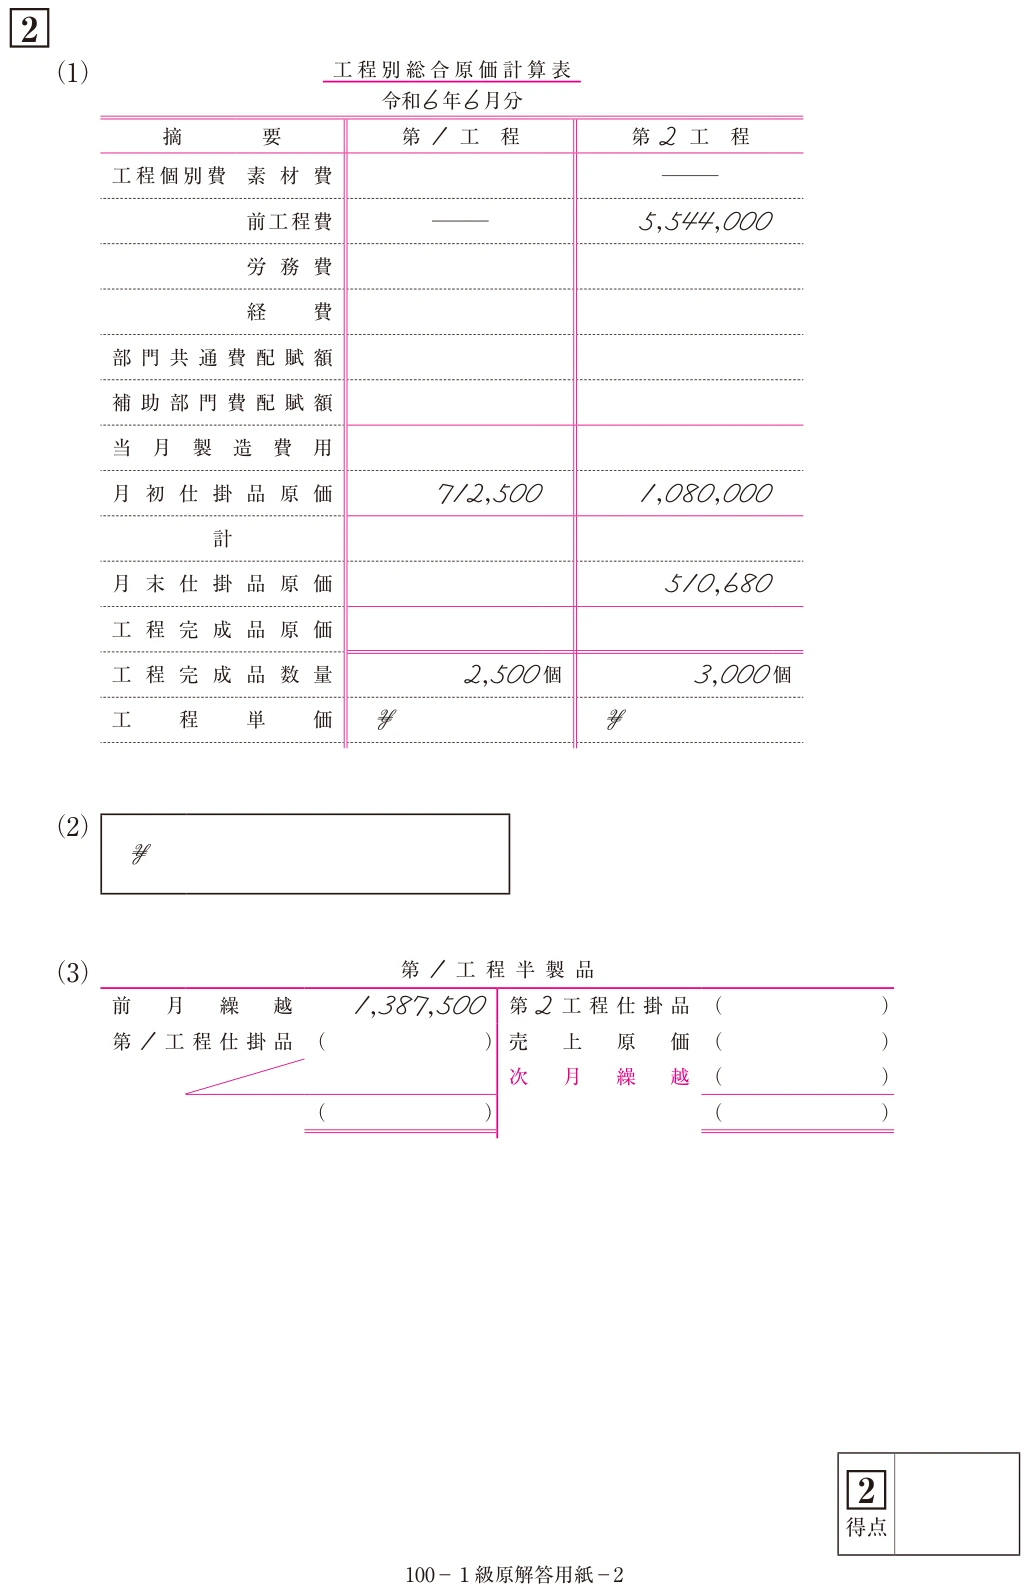 2
(1)
工程別総合原価計算表
令和6年6月分
摘要 第1工程 第2工程
工程個別費 素材費 ——
前工程費 —— 5,544,000
労務費
経費
部門共通費配賦額
補助部門費配賦額
当月製造費用
月初仕掛品原価 712,500 1,080,000
計
月末仕掛品原価 510,680
工程完成品原価
工程完成品数量 2,500個 3,000個
工程単価 ¥ ¥
(2)
¥
(3)
第1工程半製品
前月繰越 1,387,500 第2工程仕掛品 ( )
第1工程仕掛品 ( ) 売上原価 ( )
次月繰越 ( )
( ) ( )
2
得点
100－1級原解答用紙－2